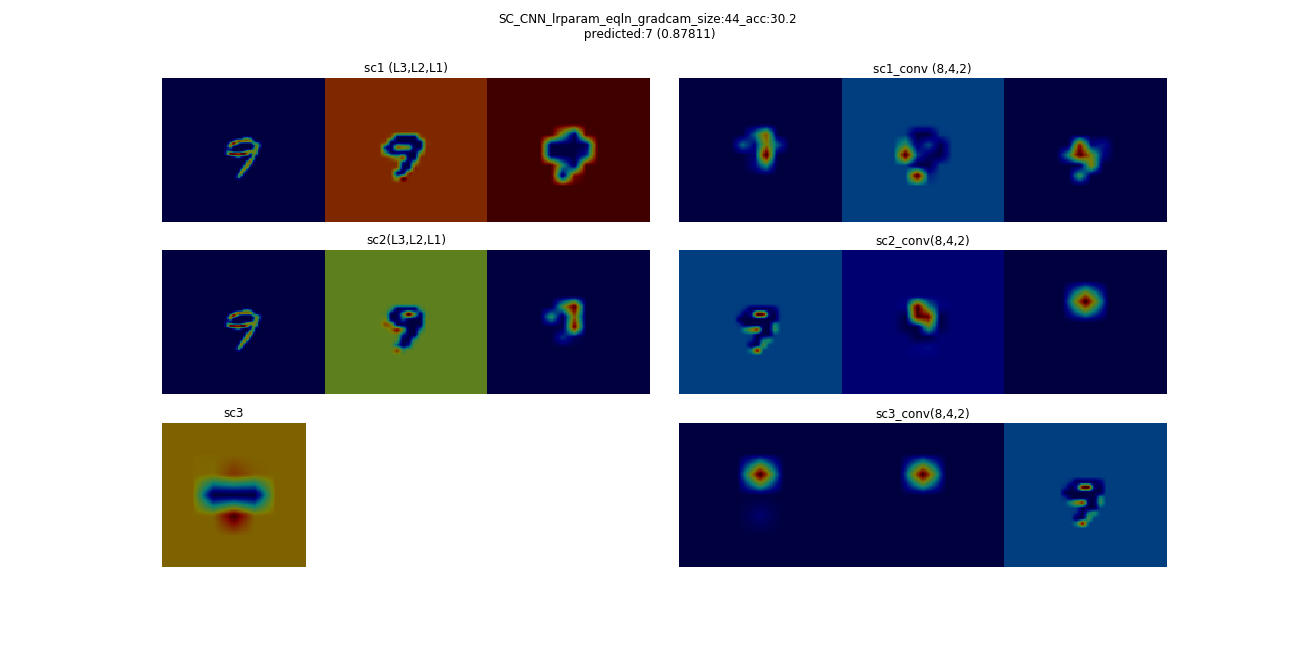 SC_CNN_lrparam_eqln_gradcam_size:44_acc:30.2
predicted:7 (0.87811)
sc1 (L3,L2,L1)
sc1_conv (8,4,2)
sc2(L3,L2,L1)
sc2_conv(8,4,2)
sc3
sc3_conv(8,4,2)